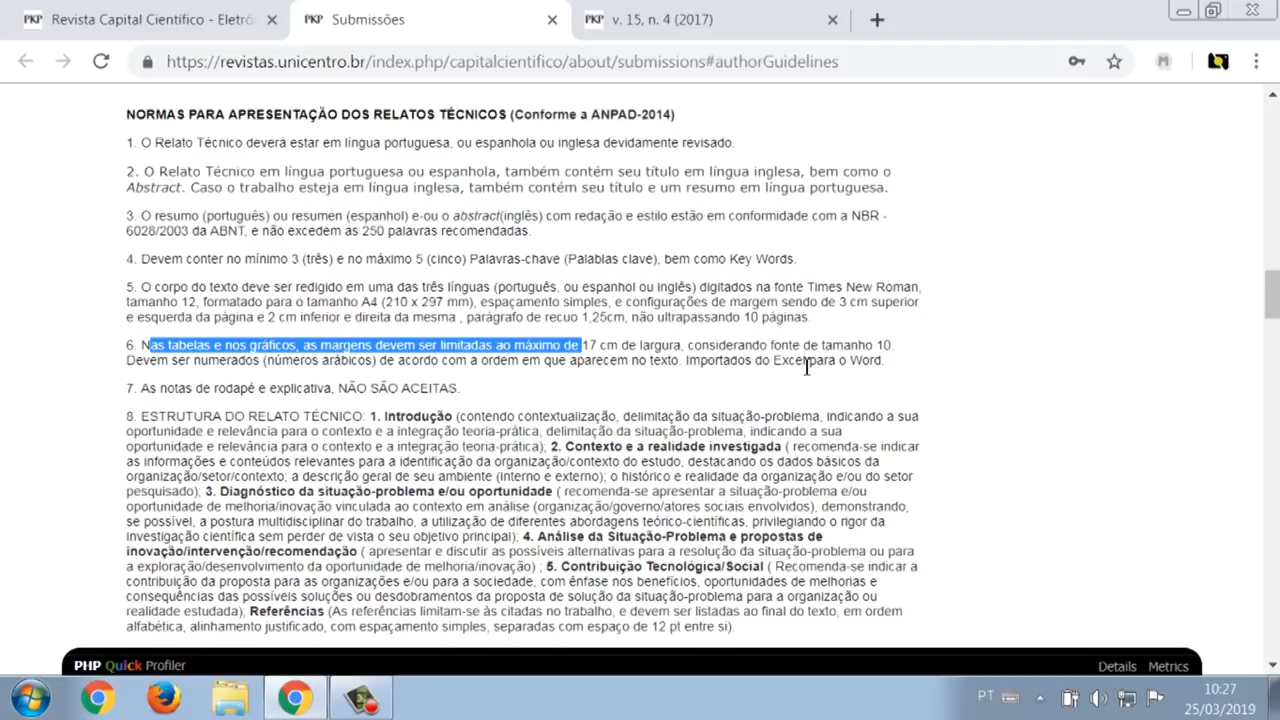 PKP Revista Capital Científico - Eletrô
PKP Submissões
PKP v. 15, n. 4 (2017)
https://revistas.unicentro.br/index.php/capitalcientifico/about/submissions#authorGuidelines
M
NORMAS PARA APRESENTAÇÃO DOS RELATOS TÉCNICOS (Conforme a ANPAD-2014)
1. O Relato Técnico deverá estar em língua portuguesa, ou espanhola ou inglesa devidamente revisado.
2. O Relato Técnico em língua portuguesa ou espanhola, também contém seu título em língua inglesa, bem como o
Abstract. Caso o trabalho esteja em língua inglesa, também contém seu título e um resumo em língua portuguesa.
3. O resumo (português) ou resumen (espanhol) e-ou o abstract(inglês) com redação e estilo estão em conformidade com a NBR -
6028/2003 da ABNT, e não excedem as 250 palavras recomendadas.
4. Devem conter no mínimo 3 (três) e no máximo 5 (cinco) Palavras-chave (Palablas clave), bem como Key Words.
5. O corpo do texto deve ser redigido em uma das três línguas (português, ou espanhol ou inglês) digitados na fonte Times New Roman,
tamanho 12, formatado para o tamanho A4 (210 x 297 mm), espaçamento simples, e configurações de margem sendo de 3 cm superior
e esquerda da página e 2 cm inferior e direita da mesma , parágrafo de recuo 1,25cm, não ultrapassando 10 páginas.
6. Nas tabelas e nos gráficos, as margens devem ser limitadas ao máximo de 17 cm de largura, considerando fonte de tamanho 10.
Devem ser numerados (números arábicos) de acordo com a ordem em que aparecem no texto. Importados do Excel para o Word.
7. As notas de rodapé e explicativa, NÃO SÃO ACEITAS.
8. ESTRUTURA DO RELATO TÉCNICO: 1. Introdução (contendo contextualização, delimitação da situação-problema, indicando a sua
oportunidade e relevância para o contexto e a integração teoria-prática, delimitação da situação-problema, indicando a sua
oportunidade e relevância para o contexto e a integração teoria-prática); 2. Contexto e a realidade investigada ( recomenda-se indicar
as informações e conteúdos relevantes para a identificação da organização/contexto do estudo, destacando os dados básicos da
organização/setor/contexto; a descrição geral de seu ambiente (interno e externo); o histórico e realidade da organização e/ou do setor
pesquisado); 3. Diagnóstico da situação-problema e/ou oportunidade ( recomenda-se apresentar a situação-problema e/ou
oportunidade de melhoria/inovação vinculada ao contexto em análise (organização/governo/atores sociais envolvidos), demonstrando,
se possível, a postura multidisciplinar do trabalho, a utilização de diferentes abordagens teórico-científicas, privilegiando o rigor da
investigação científica sem perder de vista o seu objetivo principal); 4. Análise da Situação-Problema e propostas de
inovação/intervenção/recomendação ( apresentar e discutir as possíveis alternativas para a resolução da situação-problema ou para
a exploração/desenvolvimento da oportunidade de melhoria/inovação) ; 5. Contribuição Tecnológica/Social ( Recomenda-se indicar a
contribuição da proposta para as organizações e/ou para a sociedade, com ênfase nos benefícios, oportunidades de melhorias e
consequências das possíveis soluções ou desdobramentos da proposta de solução da situação-problema para a organização ou
realidade estudada); Referências (As referências limitam-se às citadas no trabalho, e devem ser listadas ao final do texto, em ordem
alfabética, alinhamento justificado, com espaçamento simples, separadas com espaço de 12 pt entre si).
PHP Quick Profiler
Details Metrics
PT
10:27
25/03/2019